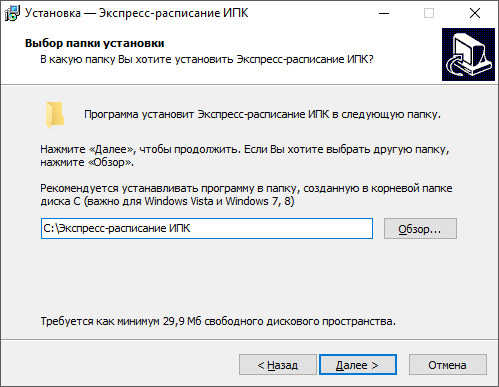 Установка — Экспресс-расписание ИПК
Выбор папки установки
В какую папку Вы хотите установить Экспресс-расписание ИПК?
Программа установит Экспресс-расписание ИПК в следующую папку.
Нажмите «Далее», чтобы продолжить. Если Вы хотите выбрать другую папку,
нажмите «Обзор».
Рекомендуется устанавливать программу в папку, созданную в корневой папке
диска C (важно для Windows Vista и Windows 7, 8)
C:\Экспресс-расписание ИПК
Обзор...
Требуется как минимум 29,9 Мб свободного дискового пространства.
< Назад
Далее >
Отмена